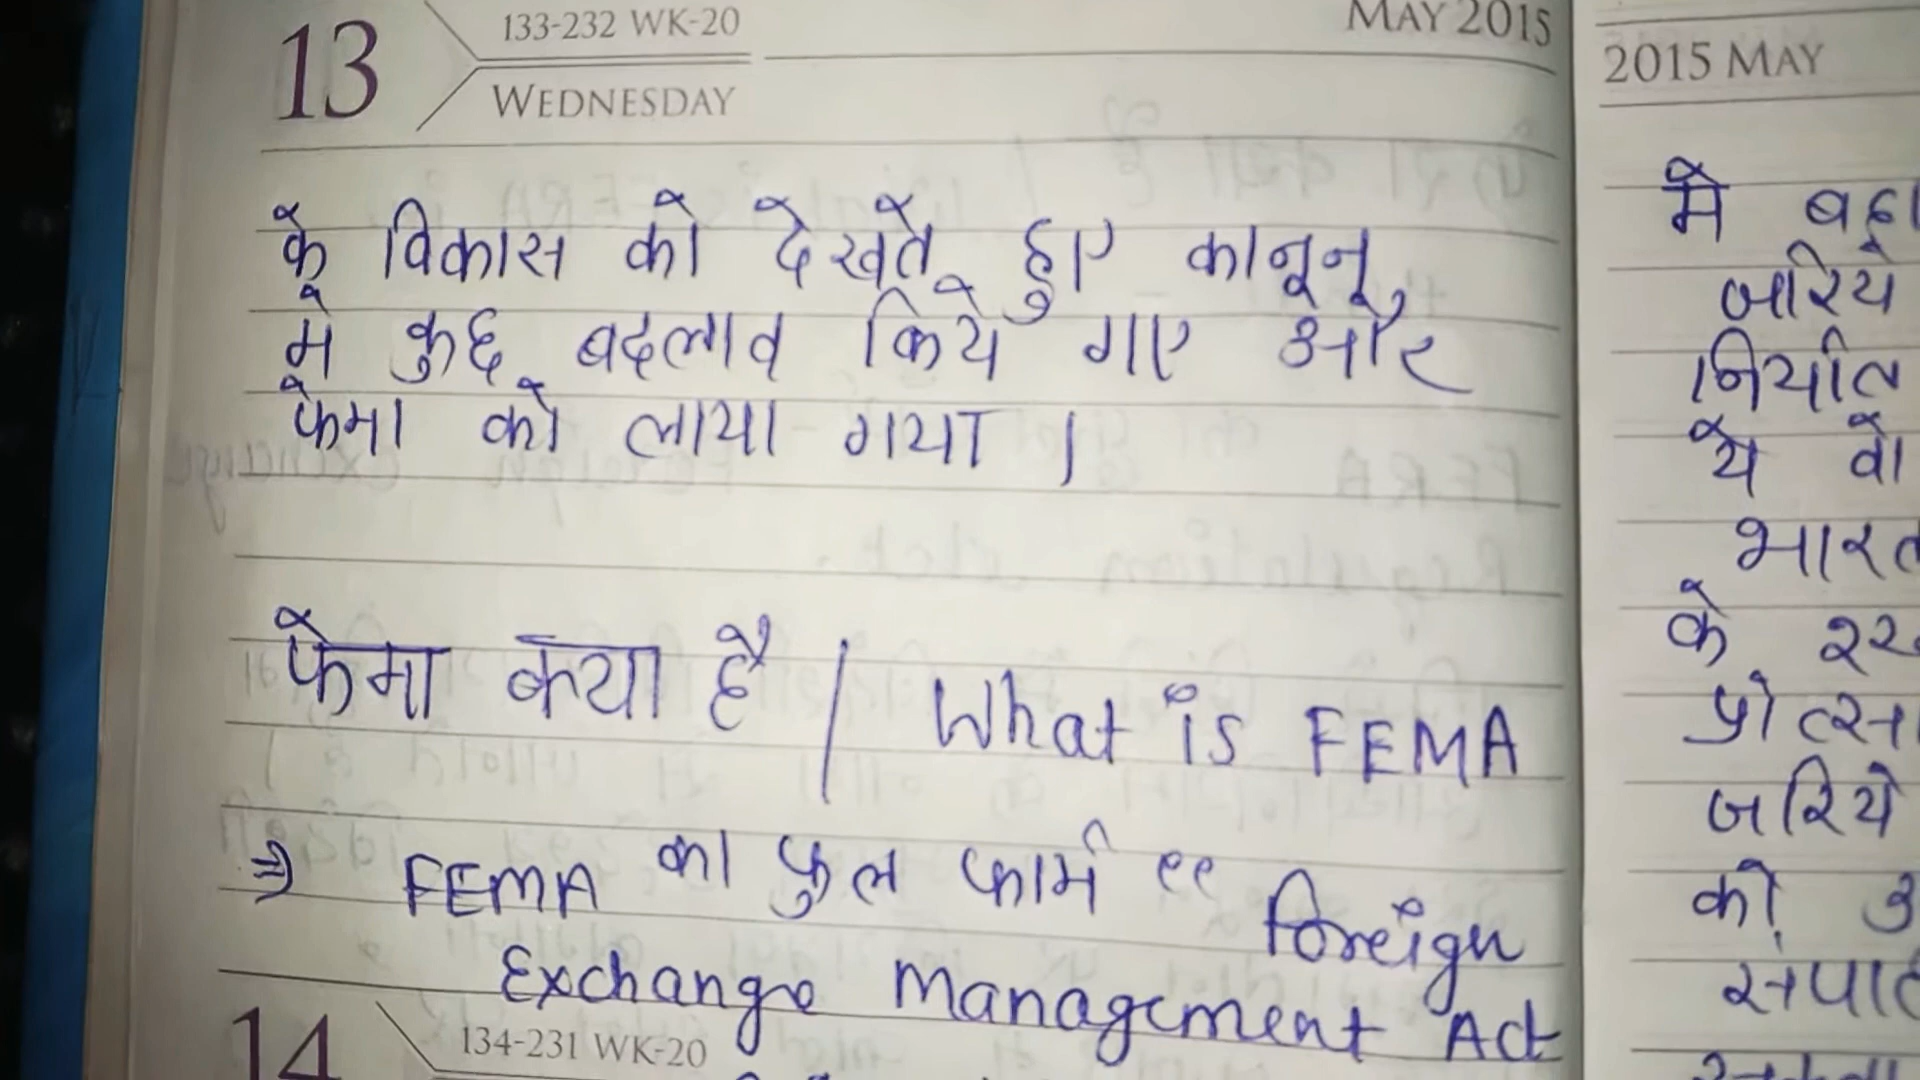 13
133-232 WK-20
MAY 2015
WEDNESDAY
के विकास को देखते हुए कानून
मे कुछ बदलाव किये गए और
फेमा को लाया गया ।
फेमा कया है / What is FEMA
⇒ FEMA का फुल फार्म " Foreign
Exchange Management Act
14
134-231 WK-20
2015 MAY
मे
जरिये
निर्यात
ये वो
भारत
के
जरिये
को